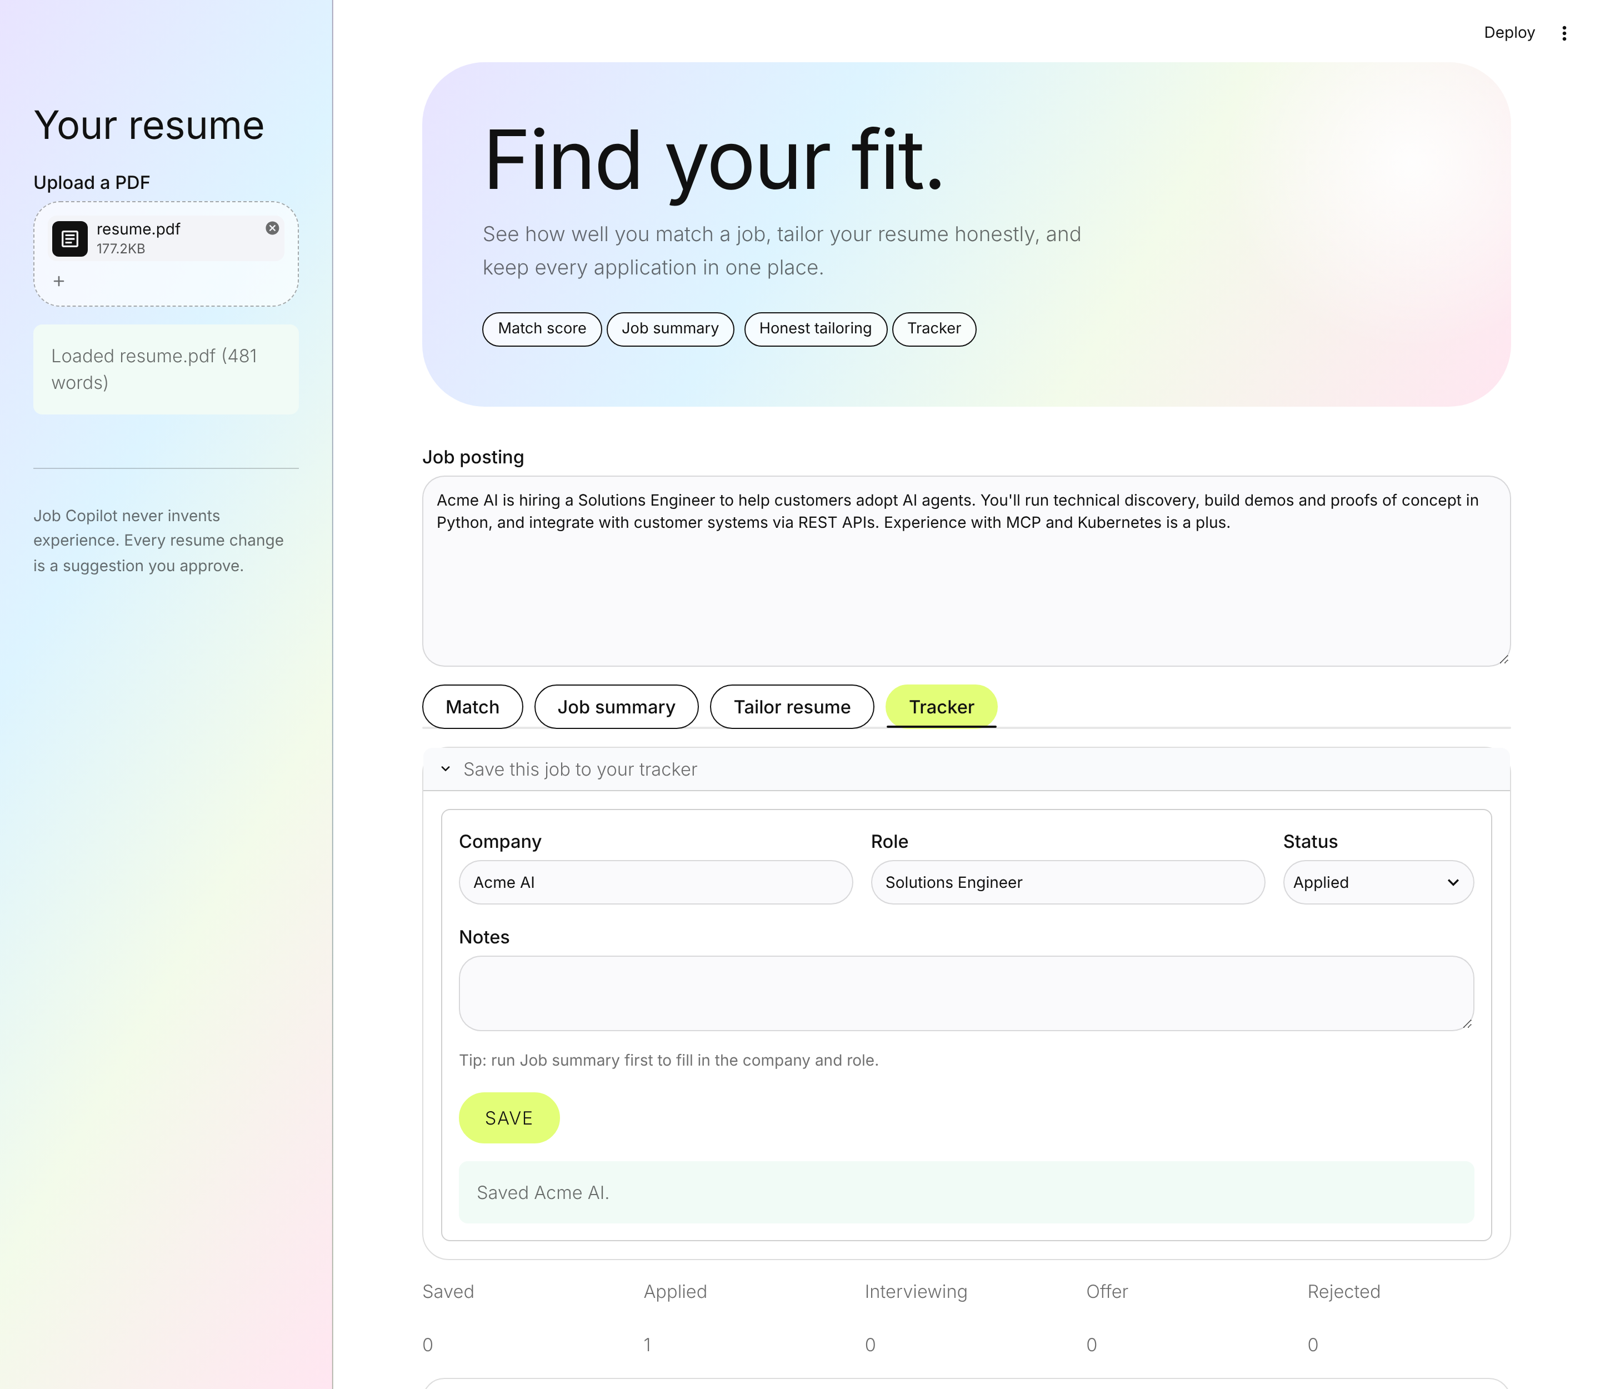 Deploy
Your resume
Upload a PDF
resume.pdf
177.2KB
+
Loaded resume.pdf (481
words)
Job Copilot never invents
experience. Every resume change
is a suggestion you approve.
Find your fit.
See how well you match a job, tailor your resume honestly, and
keep every application in one place.
Match score
Job summary
Honest tailoring
Tracker
Job posting
Acme AI is hiring a Solutions Engineer to help customers adopt AI agents. You'll run technical discovery, build demos and proofs of concept in
Python, and integrate with customer systems via REST APIs. Experience with MCP and Kubernetes is a plus.
Match
Job summary
Tailor resume
Tracker
Save this job to your tracker
Company
Role
Status
Acme AI
Solutions Engineer
Applied
Notes
Tip: run Job summary first to fill in the company and role.
SAVE
Saved Acme AI.
Saved
Applied
Interviewing
Offer
Rejected
0
1
0
0
0